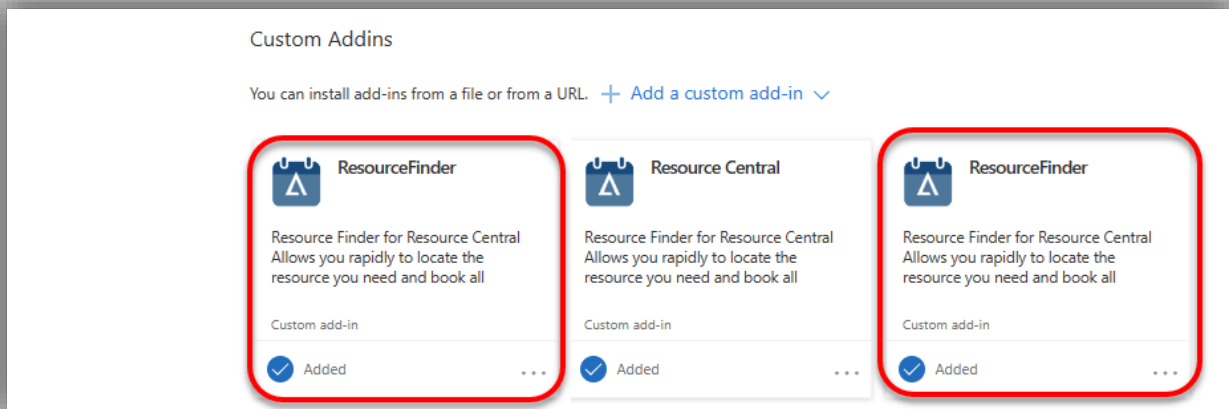 Custom Addins
You can install add-ins from a file or from a URL. + Add a custom add-in
ResourceFinder
Resource Finder for Resource Central
Allows you rapidly to locate the
resource you need and book all
Custom add-in
Added
...
Resource Central
Resource Finder for Resource Central
Allows you rapidly to locate the
resource you need and book all
Custom add-in
Added
...
ResourceFinder
Resource Finder for Resource Central
Allows you rapidly to locate the
resource you need and book all
Custom add-in
Added
...